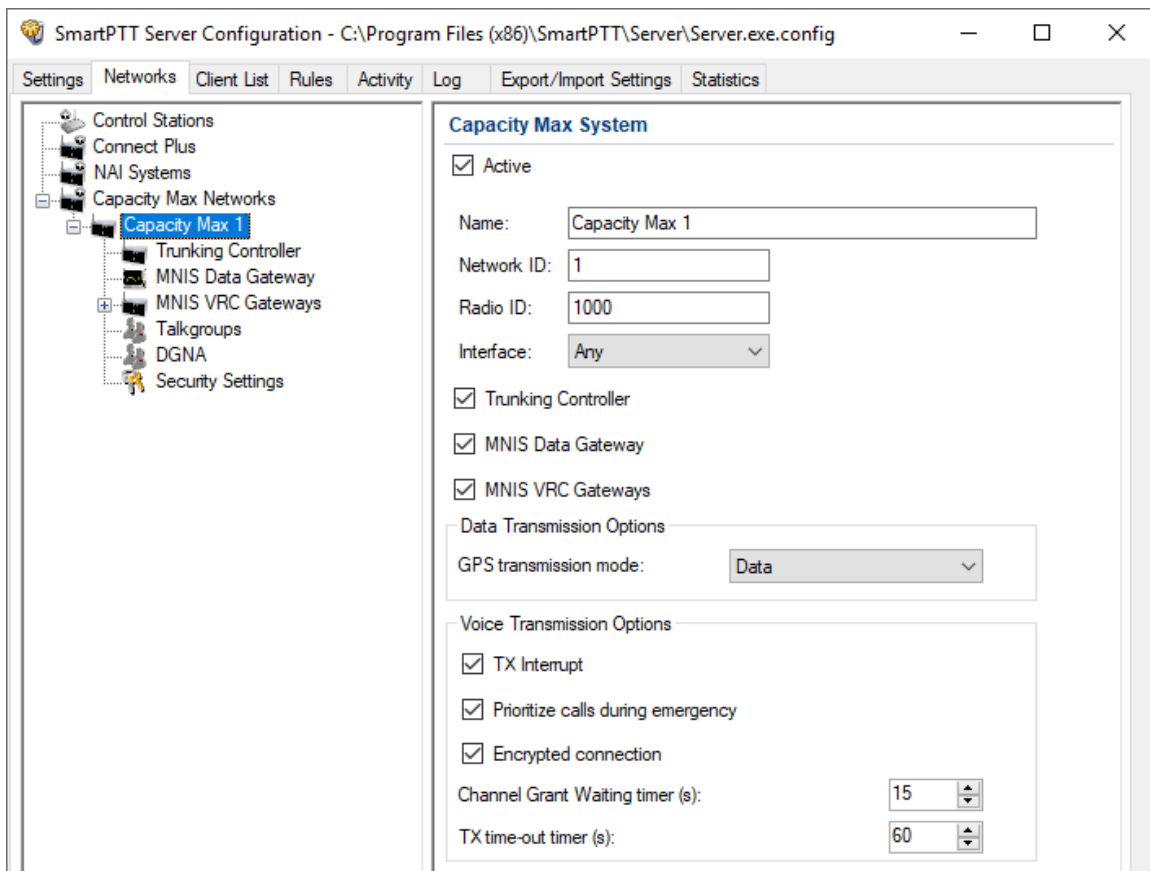 SmartPTT Server Configuration - C:\Program Files (x86)\SmartPTT\Server\Server.exe.config
Settings Networks Client List Rules Activity Log Export/Import Settings Statistics
Control Stations
Connect Plus
NAI Systems
Capacity Max Networks
Capacity Max 1
Trunking Controller
MNIS Data Gateway
MNIS VRC Gateways
Talkgroups
DGNA
Security Settings
Capacity Max System
Active
Name: Capacity Max 1
Network ID: 1
Radio ID: 1000
Interface: Any
Trunking Controller
MNIS Data Gateway
MNIS VRC Gateways
Data Transmission Options
GPS transmission mode: Data
Voice Transmission Options
TX Interrupt
Prioritize calls during emergency
Encrypted connection
Channel Grant Waiting timer (s): 15
TX time-out timer (s): 60